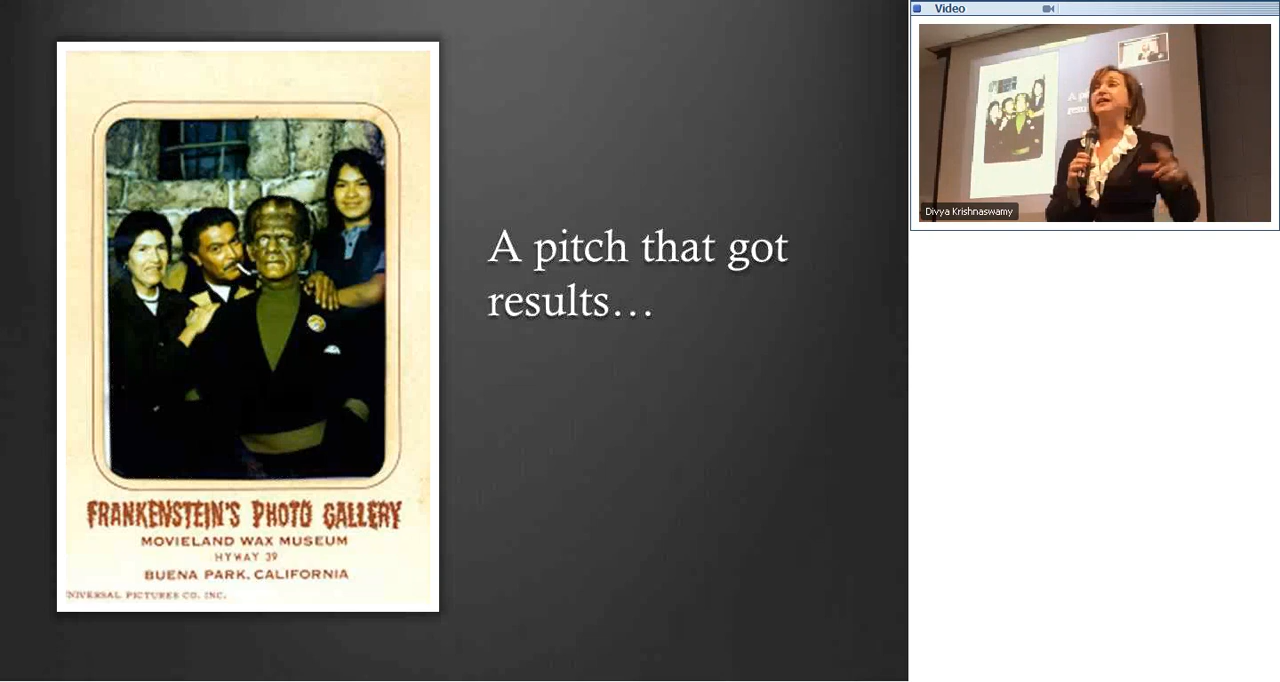 A pitch that got
results…
FRANKENSTEIN'S PHOTO GALLERY
MOVIELAND WAX MUSEUM
HYWAY 39
BUENA PARK, CALIFORNIA
NIVERSAL PICTURES CO. INC.
Video
Divya Krishnaswamy